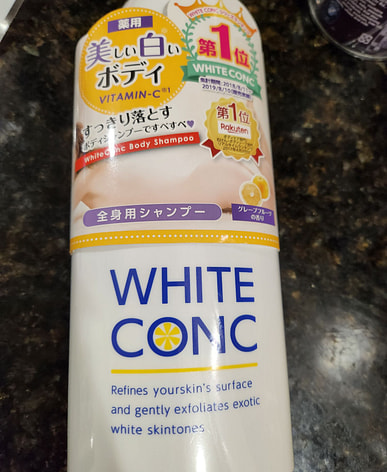 薬用
美しい白い
ボディ
VITAMIN-C※1
すっきり落とす
ボディシャンプーですべすべ♥
WhiteConc Body Shampoo
第1位
WHITE CONC
第1位
Rakuten
全身用シャンプー
グレープフルーツ
の香り
WHITE
CONC
Refines yourskin's surface
and gently exfoliates exotic
white skintones